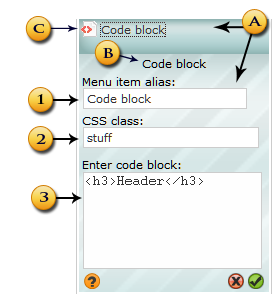 C
Code block
A
B
Code block
Menu item alias:
1
Code block
CSS class:
2
stuff
Enter code block:
3
<h3>Header</h3>
?